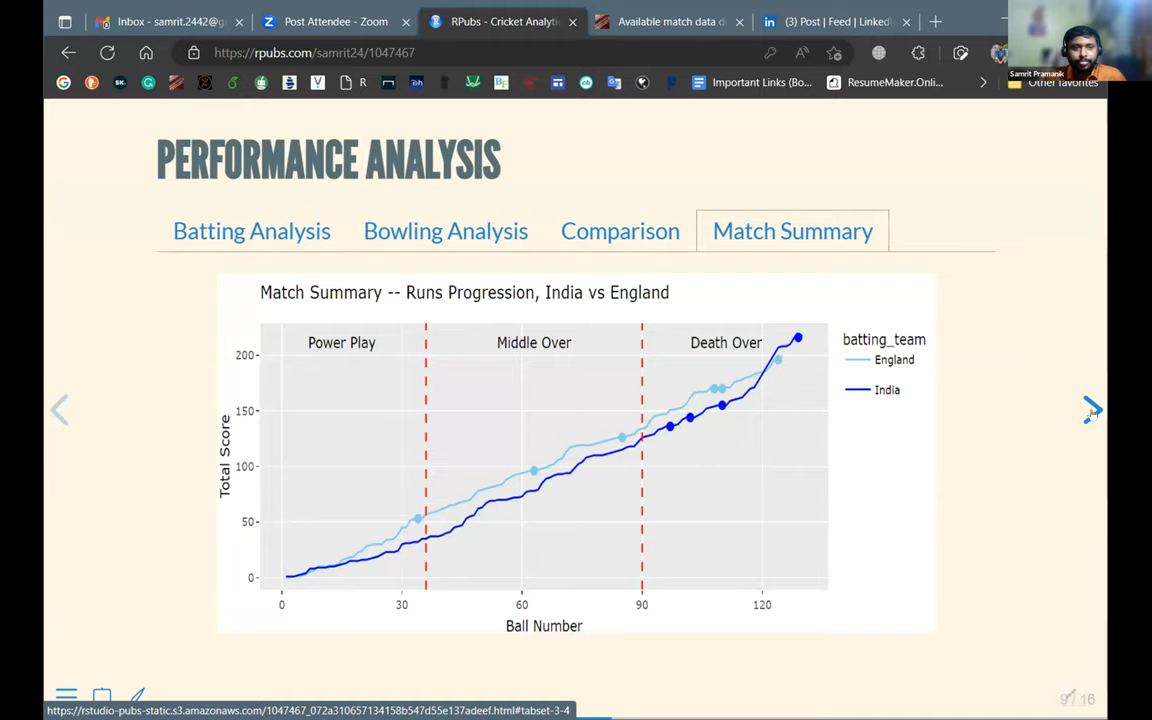 Inbox - samrit.2442@g
Post Attendee - Zoom
RPubs - Cricket Analyti
Available match data d
(3) Post | Feed | LinkedI
https://rpubs.com/samrit24/1047467
Samrit Pramanik
R
Important Links (Bo...
ResumeMaker.Onli...
Other favorites
PERFORMANCE ANALYSIS
Batting Analysis
Bowling Analysis
Comparison
Match Summary
Match Summary -- Runs Progression, India vs England
Power Play
Middle Over
Death Over
batting_team
England
India
200
150
100
50
0
Total Score
0
30
60
90
120
Ball Number
https://rstudio-pubs-static.s3.amazonaws.com/1047467_072a310657134158b547d55e137adeef.html#tabset-3-4